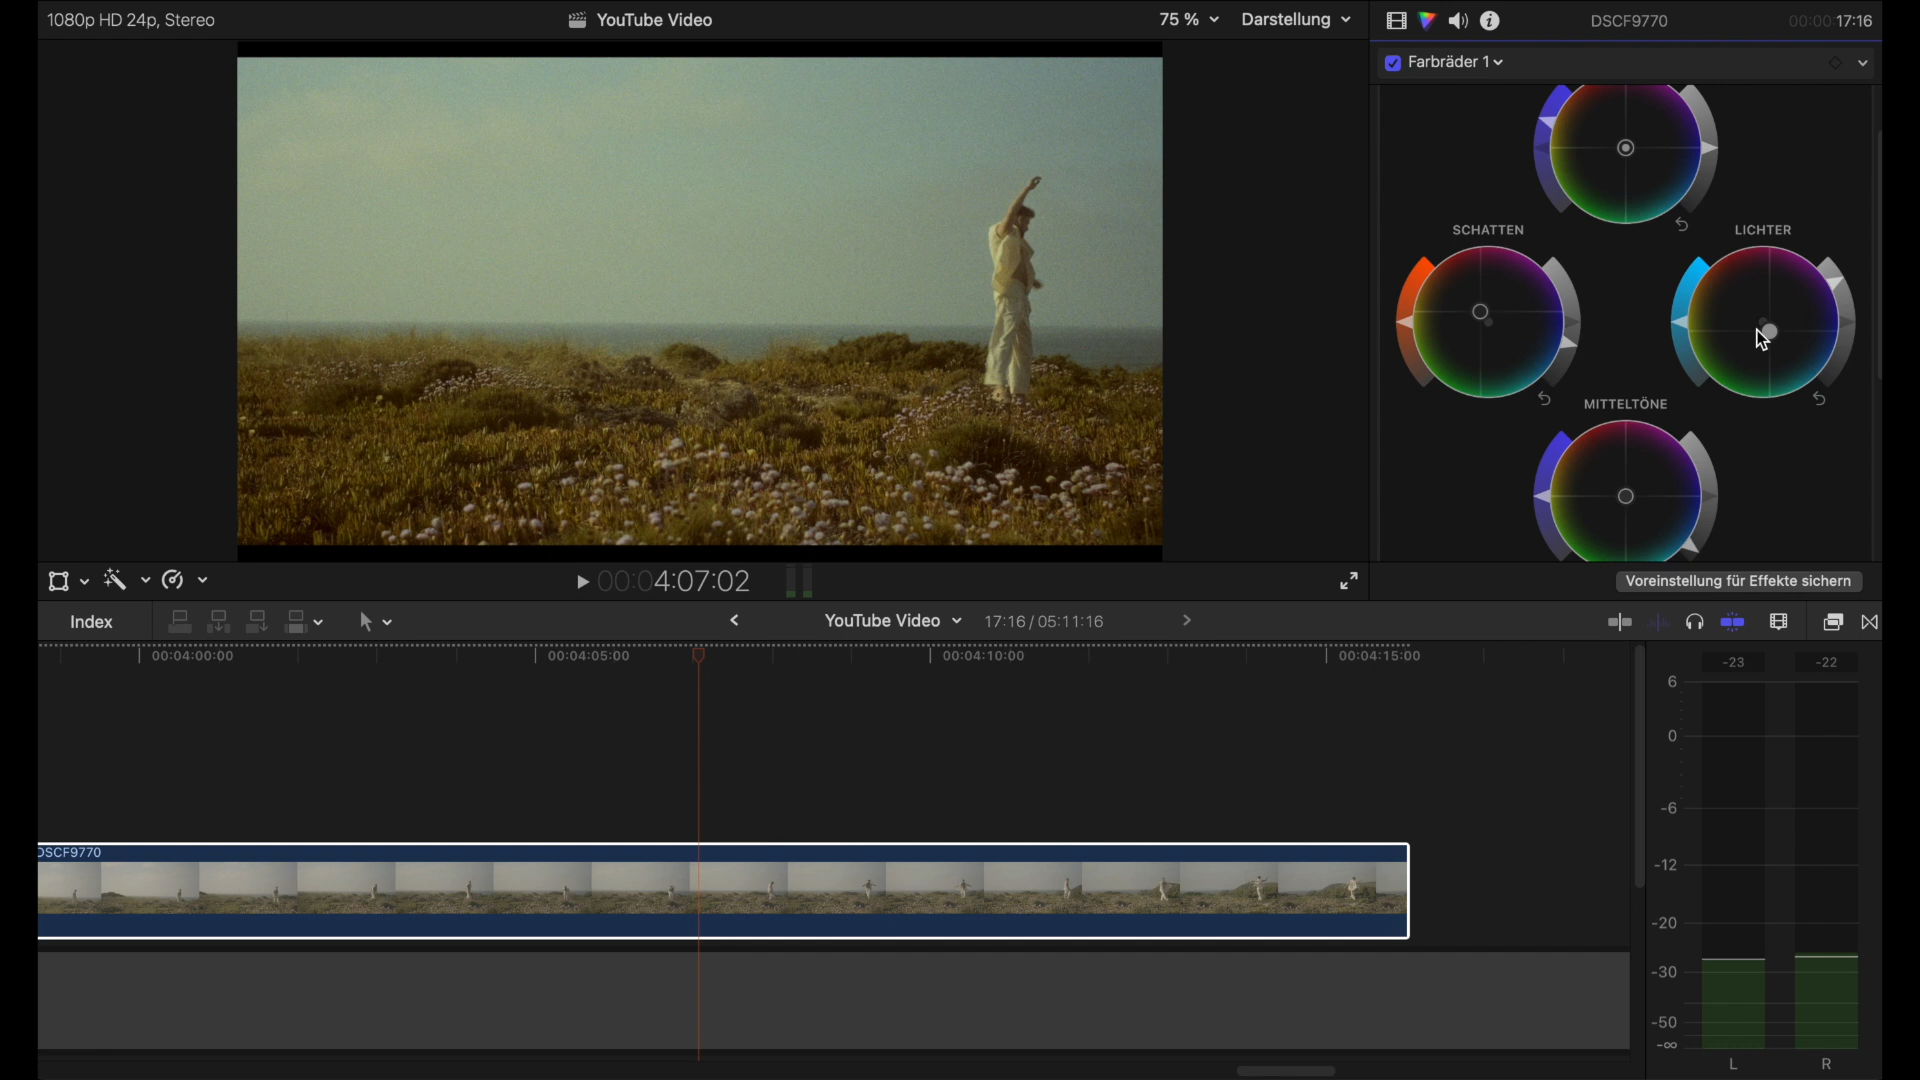 1080p HD 24p, Stereo
YouTube Video
75 %
Darstellung
DSCF9770
00:00:17:16
Farbräder 1
SCHATTEN
LICHTER
MITTELTÖNE
00:04:07:02
Voreinstellung für Effekte sichern
Index
YouTube Video
17:16 / 05:11:16
00:04:00:00
00:04:05:00
00:04:10:00
00:04:15:00
-23
-22
6
0
-6
-12
-20
-30
-50
-∞
L
R
DSCF9770